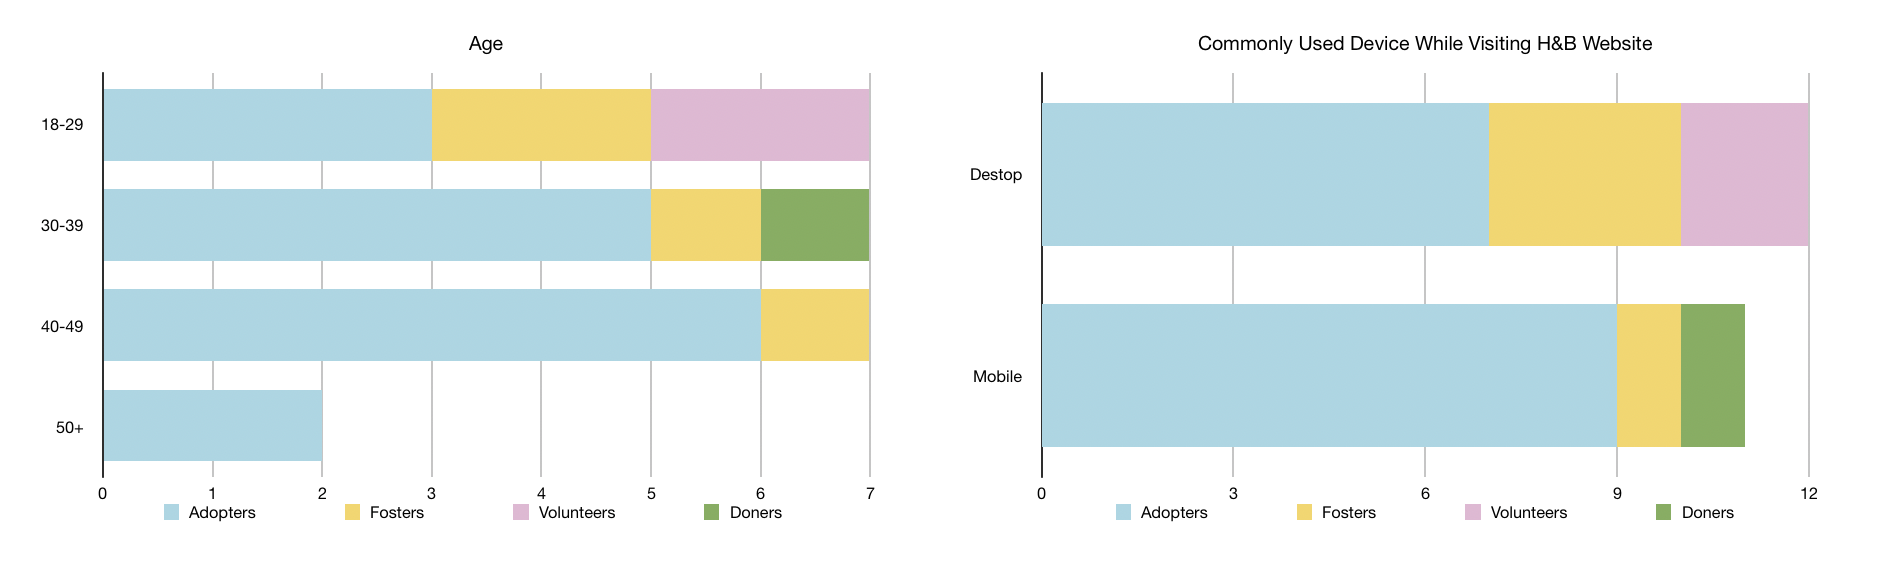 Age
18-29
30-39
40-49
50+
0 1 2 3 4 5 6 7
Adopters Fosters Volunteers Doners
Commonly Used Device While Visiting H&B Website
Destop
Mobile
0 3 6 9 12
Adopters Fosters Volunteers Doners